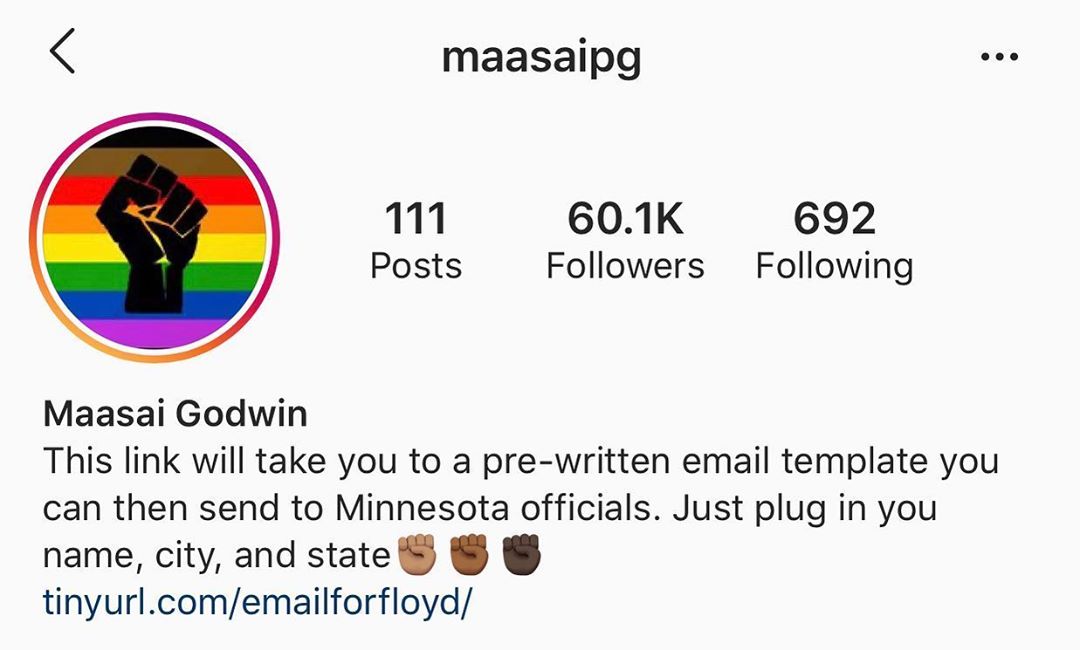 maasaipg
111 60.1K 692
Posts Followers Following
Maasai Godwin
This link will take you to a pre-written email template you
can then send to Minnesota officials. Just plug in you
name, city, and state✊🏽✊🏾✊🏿
tinyurl.com/emailforfloyd/